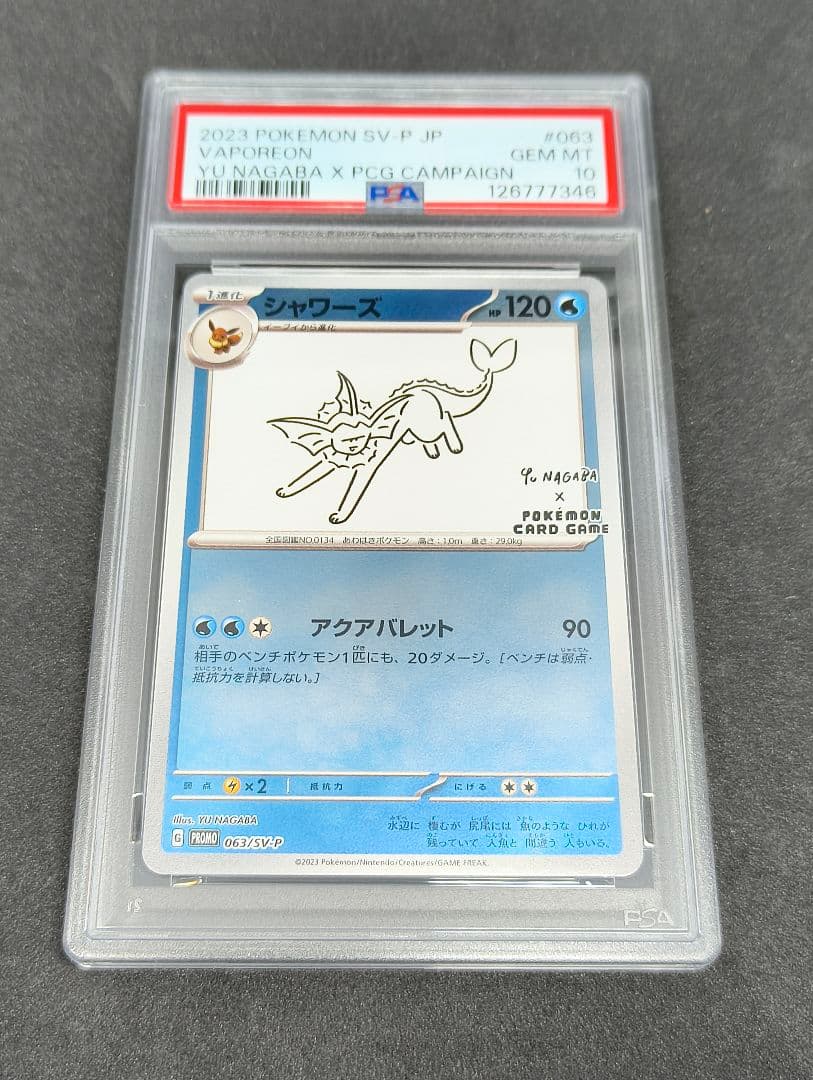 2023 POKEMON SV-P JP #063
VAPOREON GEM MT
YU NAGABA X PCG CAMPAIGN 10
PSA 126777346
1進化 シャワーズ HP 120
イーブイから進化
Yu NAGABA
×
POKÉMON
CARD GAME
全国図鑑NO.0134 あわはきポケモン 高さ:1.0m 重さ:29.0kg
アクアバレット 90
相手のベンチポケモン1匹にも、20ダメージ。[ベンチは弱点・
抵抗力を計算しない。]
弱点 ×2 抵抗力 にげる
Illus. YU NAGABA
水辺に 棲むが 尻尾には 魚のような ひれが
残っていて 人魚と 間違う 人もいる。
G PROMO 063/SV-P
©2023 Pokémon/Nintendo/Creatures/GAME FREAK.
PSA